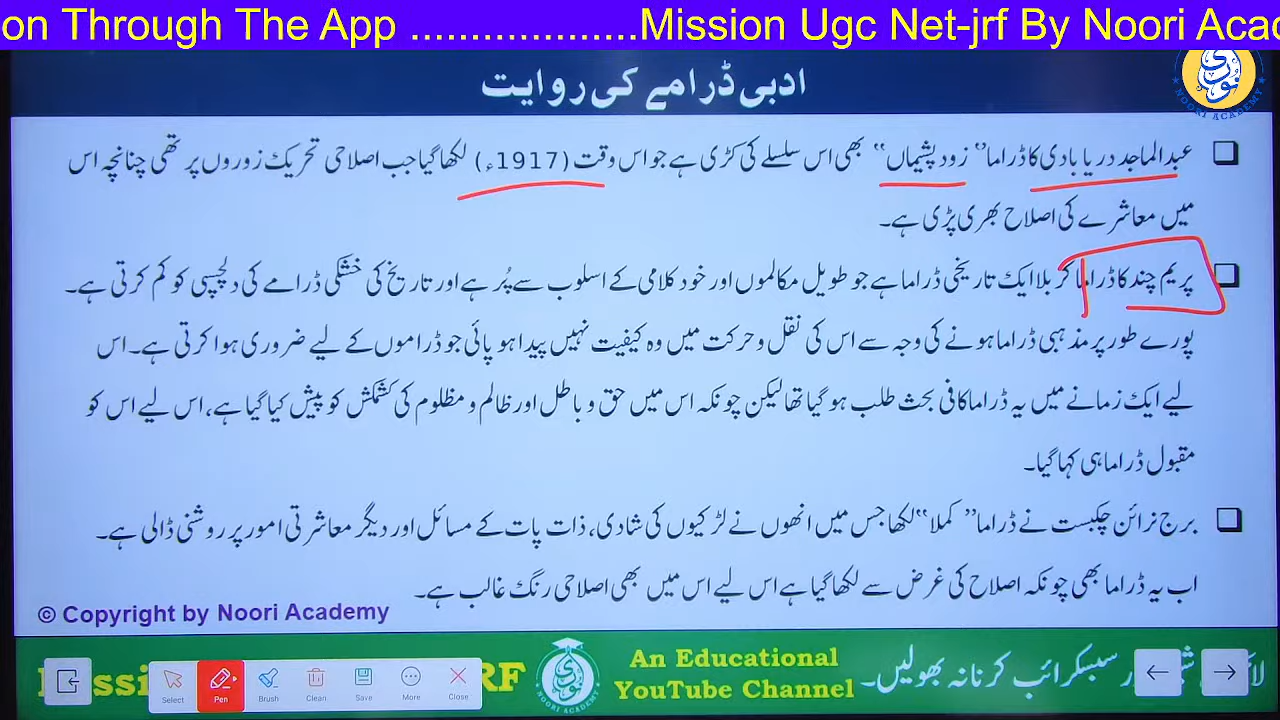 on Through The App ...................Mission Ugc Net-jrf By Noori Aca
ادبی ڈرامے کی روایت
NOORI ACADEMY
عبدالماجد دریابادی کا ڈراما ”زود پشیماں“ بھی اس سلسلے کی کڑی ہے جو اس وقت (1917ء) لکھا گیا جب اصلاحی تحریک زوروں پر تھی چنانچہ اس
میں معاشرے کی اصلاح بھری پڑی ہے۔
پریم چند کا ڈراما کربلا ایک تاریخی ڈراما ہے جو طویل مکالموں اور خود کلامی کے اسلوب سے پُر ہے اور تاریخ کی خشکی ڈرامے کی دلچسپی کو کم کرتی ہے۔
پورے طور پر مذہبی ڈراما ہونے کی وجہ سے اس کی نقل و حرکت میں وہ کیفیت نہیں پیدا ہو پائی جو ڈراموں کے لیے ضروری ہوا کرتی ہے۔ اس
لیے ایک زمانے میں یہ ڈراما کافی بحث طلب ہو گیا تھا لیکن چونکہ اس میں حق و باطل اور ظالم و مظلوم کی کشمکش کو پیش کیا گیا ہے، اس لیے اس کو
مقبول ڈراما ہی کہا گیا۔
برج نرائن چکبست نے ڈراما ”کملا“ لکھا جس میں انھوں نے لڑکیوں کی شادی، ذات پات کے مسائل اور دیگر معاشرتی امور پر روشنی ڈالی ہے۔
اب یہ ڈراما بھی چونکہ اصلاح کی غرض سے لکھا گیا ہے اس لیے اس میں بھی اصلاحی رنگ غالب ہے۔
© Copyright by Noori Academy
RF
An Educational
YouTube Channel
سبسکرائب کرنا نہ بھولیں۔
Select Pen Brush Clean Save More Close